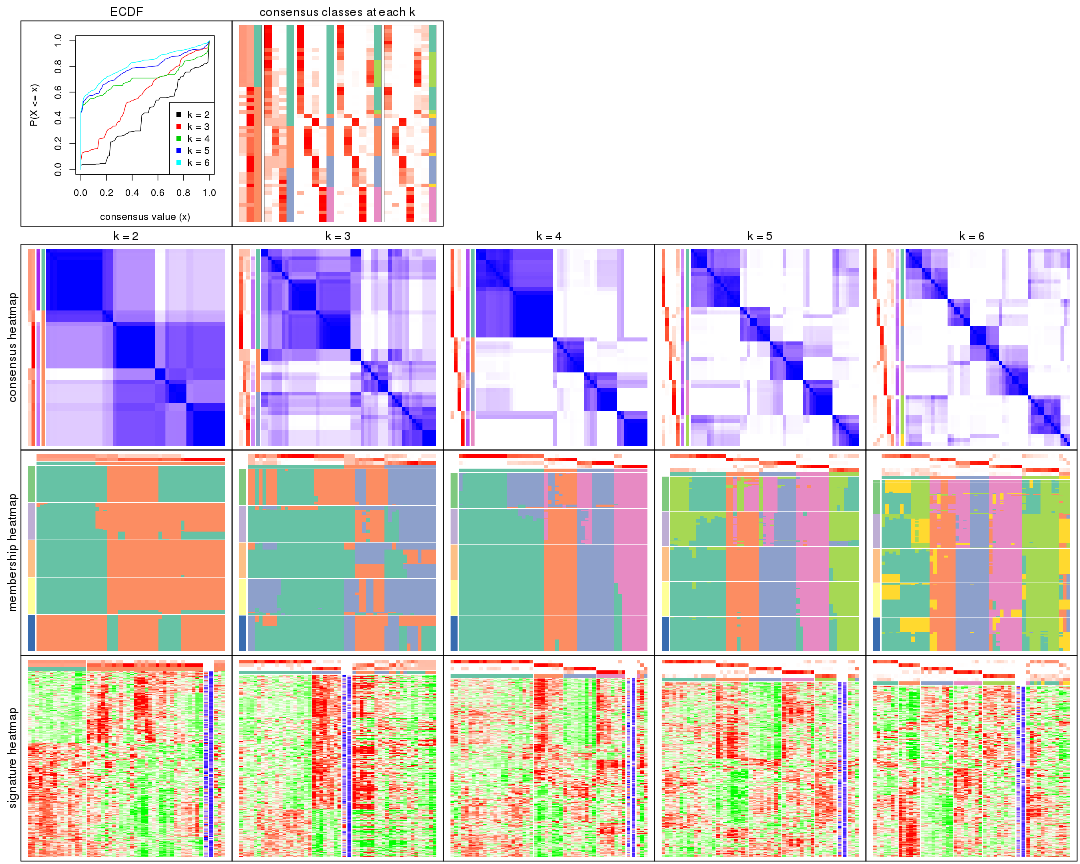 ECDF
consensus classes at each k
P(X <= x)
0.0 0.2 0.4 0.6 0.8 1.0
k = 2
k = 3
k = 4
k = 5
k = 6
0.0 0.2 0.4 0.6 0.8 1.0
consensus value (x)
k = 2
k = 3
k = 4
k = 5
k = 6
consensus heatmap
membership heatmap
signature heatmap